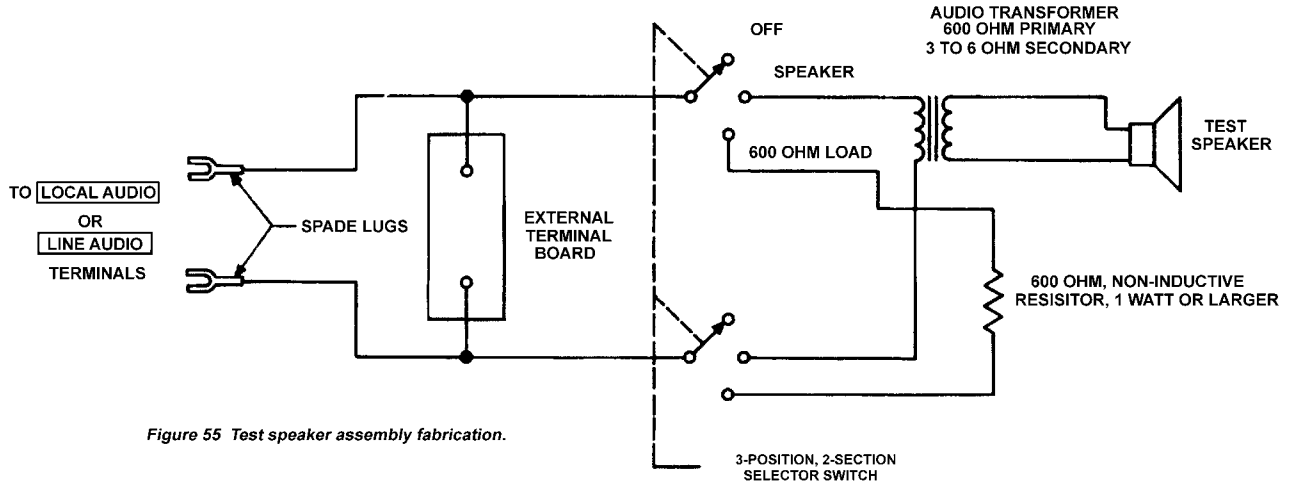 AUDIO TRANSFORMER
600 OHM PRIMARY
3 TO 6 OHM SECONDARY
OFF
SPEAKER
600 OHM LOAD
TEST
SPEAKER
TO LOCAL AUDIO
OR
LINE AUDIO
TERMINALS
SPADE LUGS
EXTERNAL
TERMINAL
BOARD
600 OHM, NON-INDUCTIVE
RESISITOR, 1 WATT OR LARGER
Figure 55 Test speaker assembly fabrication.
3-POSITION, 2-SECTION
SELECTOR SWITCH